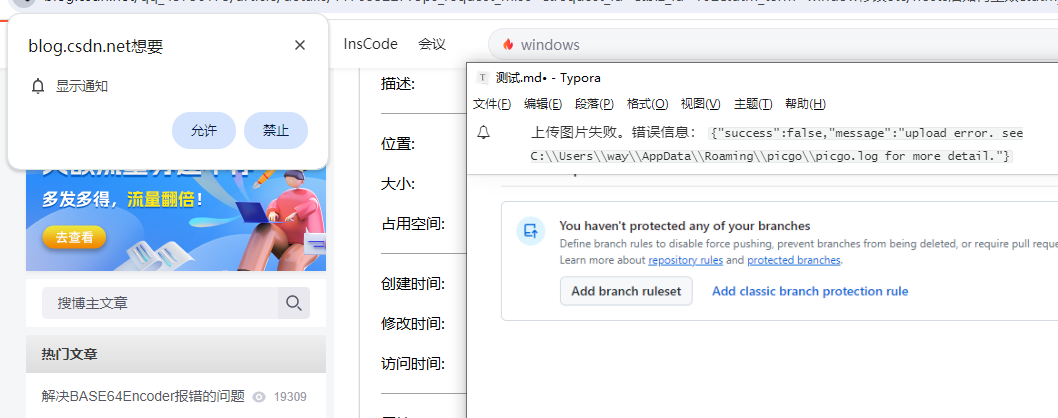 blog.csdn.net想要
显示通知
允许
禁止
InsCode
会议
windows
描述:
位置:
大小:
占用空间:
创建时间:
修改时间:
访问时间:
多发多得，流量翻倍！
去查看
搜博主文章
热门文章
解决BASE64Encoder报错的问题
19309
T
测试.md• - Typora
文件(F) 编辑(E) 段落(P) 格式(O) 视图(V) 主题(T) 帮助(H)
上传图片失败。错误信息： {"success":false,"message":"upload error. see
C:\\Users\\way\\AppData\\Roaming\\picgo\\picgo.log for more detail."}
You haven't protected any of your branches
Define branch rules to disable force pushing, prevent branches from being deleted, or require pull
Learn more about repository rules and protected branches.
Add branch ruleset
Add classic branch protection rule